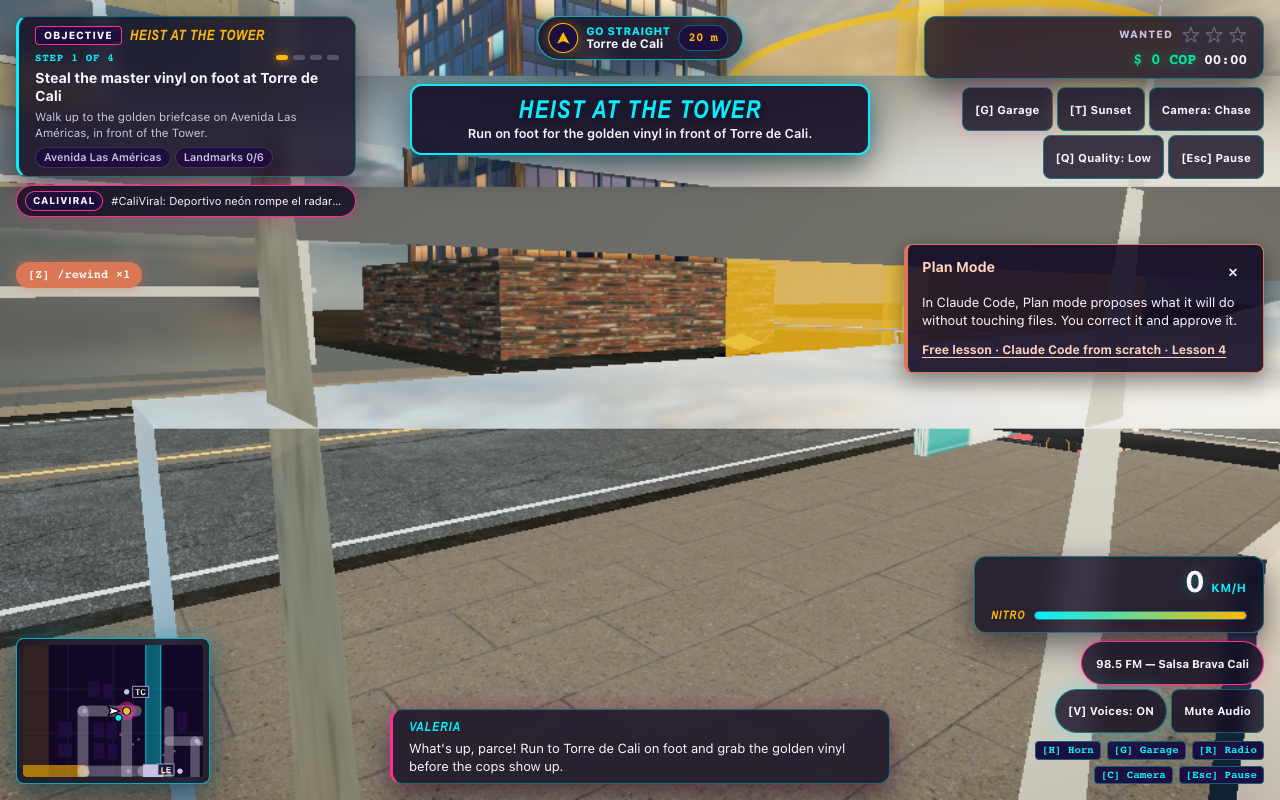 OBJECTIVE HEIST AT THE TOWER
STEP 1 OF 4
Steal the master vinyl on foot at Torre de
Cali
Walk up to the golden briefcase on Avenida Las
Américas, in front of the Tower.
Avenida Las Américas Landmarks 0/6
CALIVIRAL #CaliViral: Deportivo neón rompe el radar...
[Z] /rewind ×1
GO STRAIGHT
Torre de Cali
20 m
HEIST AT THE TOWER
Run on foot for the golden vinyl in front of Torre de Cali.
WANTED
$ 0 COP 00:00
[G] Garage [T] Sunset Camera: Chase
[Q] Quality: Low [Esc] Pause
Plan Mode ×
In Claude Code, Plan mode proposes what it will do
without touching files. You correct it and approve it.
Free lesson · Claude Code from scratch · Lesson 4
0 KM/H
NITRO
98.5 FM — Salsa Brava Cali
[V] Voices: ON Mute Audio
[H] Horn [G] Garage [R] Radio
[C] Camera [Esc] Pause
TC
LE
VALERIA
What's up, parce! Run to Torre de Cali on foot and grab the golden vinyl
before the cops show up.